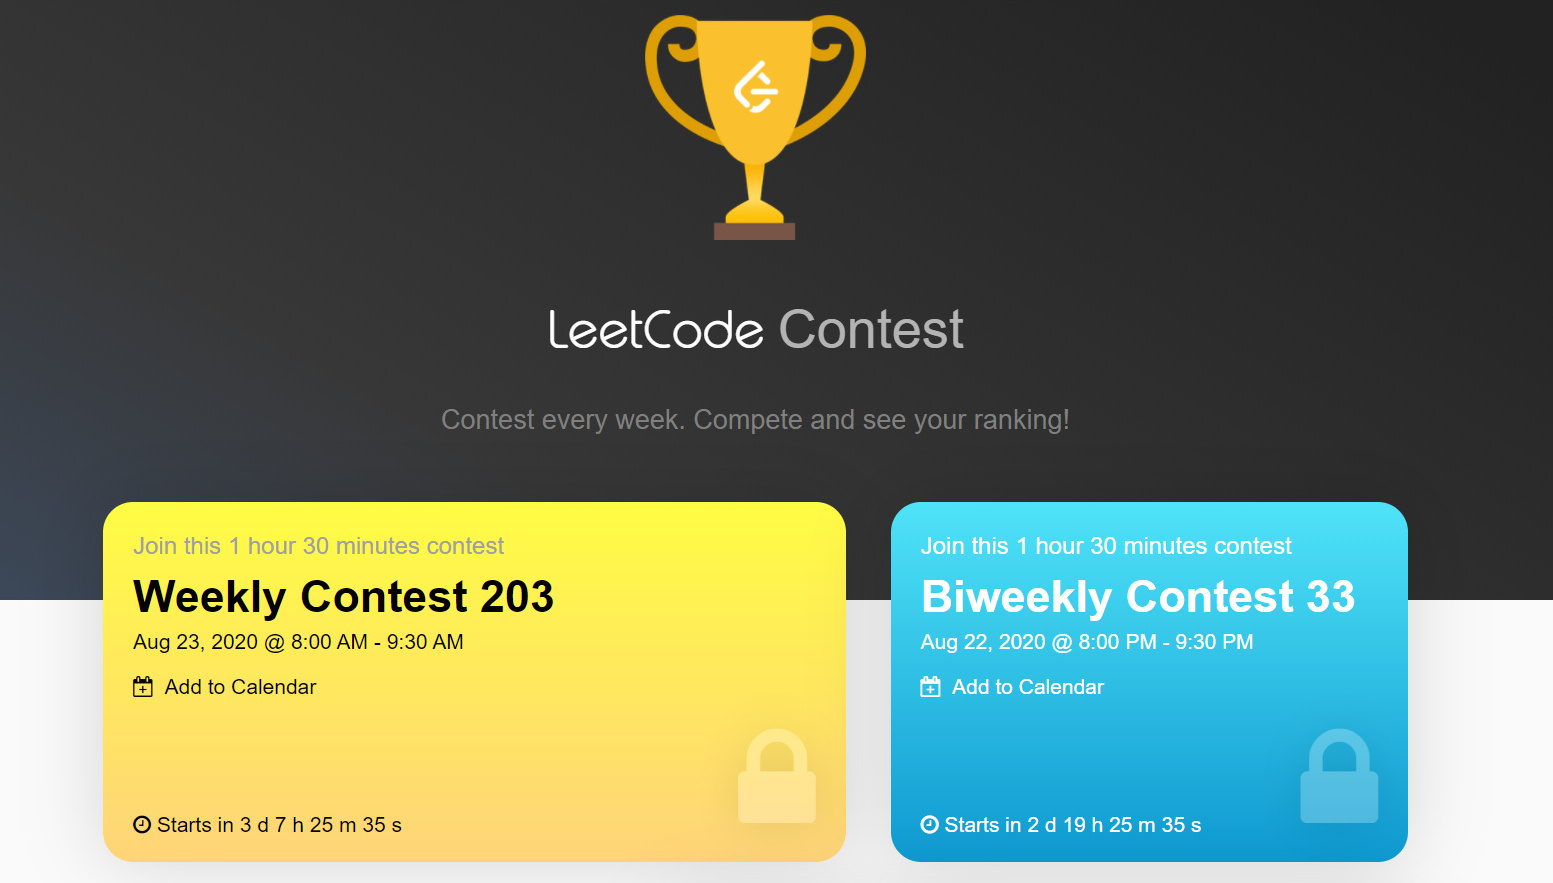 LeetCode Contest
Contest every week. Compete and see your ranking!
Join this 1 hour 30 minutes contest
Weekly Contest 203
Aug 23, 2020 @ 8:00 AM - 9:30 AM
Add to Calendar
Starts in 3 d 7 h 25 m 35 s
Join this 1 hour 30 minutes contest
Biweekly Contest 33
Aug 22, 2020 @ 8:00 PM - 9:30 PM
Add to Calendar
Starts in 2 d 19 h 25 m 35 s